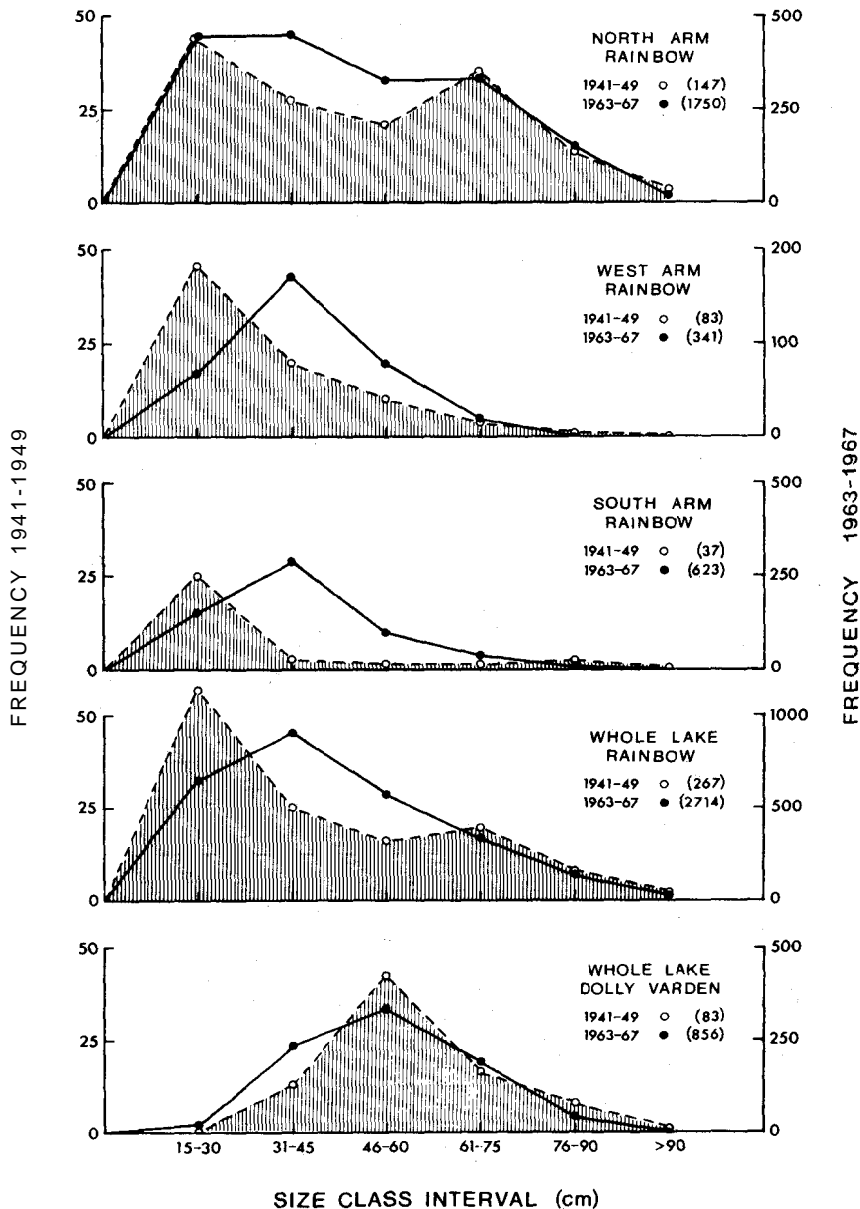 FREQUENCY 1941-1949
FREQUENCY 1963-1967
50
25
0
500
250
0
NORTH ARM
RAINBOW
1941-49 (147)
1963-67 (1750)
50
25
0
200
100
0
WEST ARM
RAINBOW
1941-49 (83)
1963-67 (341)
50
25
0
500
250
0
SOUTH ARM
RAINBOW
1941-49 (37)
1963-67 (623)
50
25
0
1000
500
0
WHOLE LAKE
RAINBOW
1941-49 (267)
1963-67 (2714)
50
25
0
500
250
0
WHOLE LAKE
DOLLY VARDEN
1941-49 (83)
1963-67 (856)
15-30 31-45 46-60 61-75 76-90 >90
SIZE CLASS INTERVAL (cm)